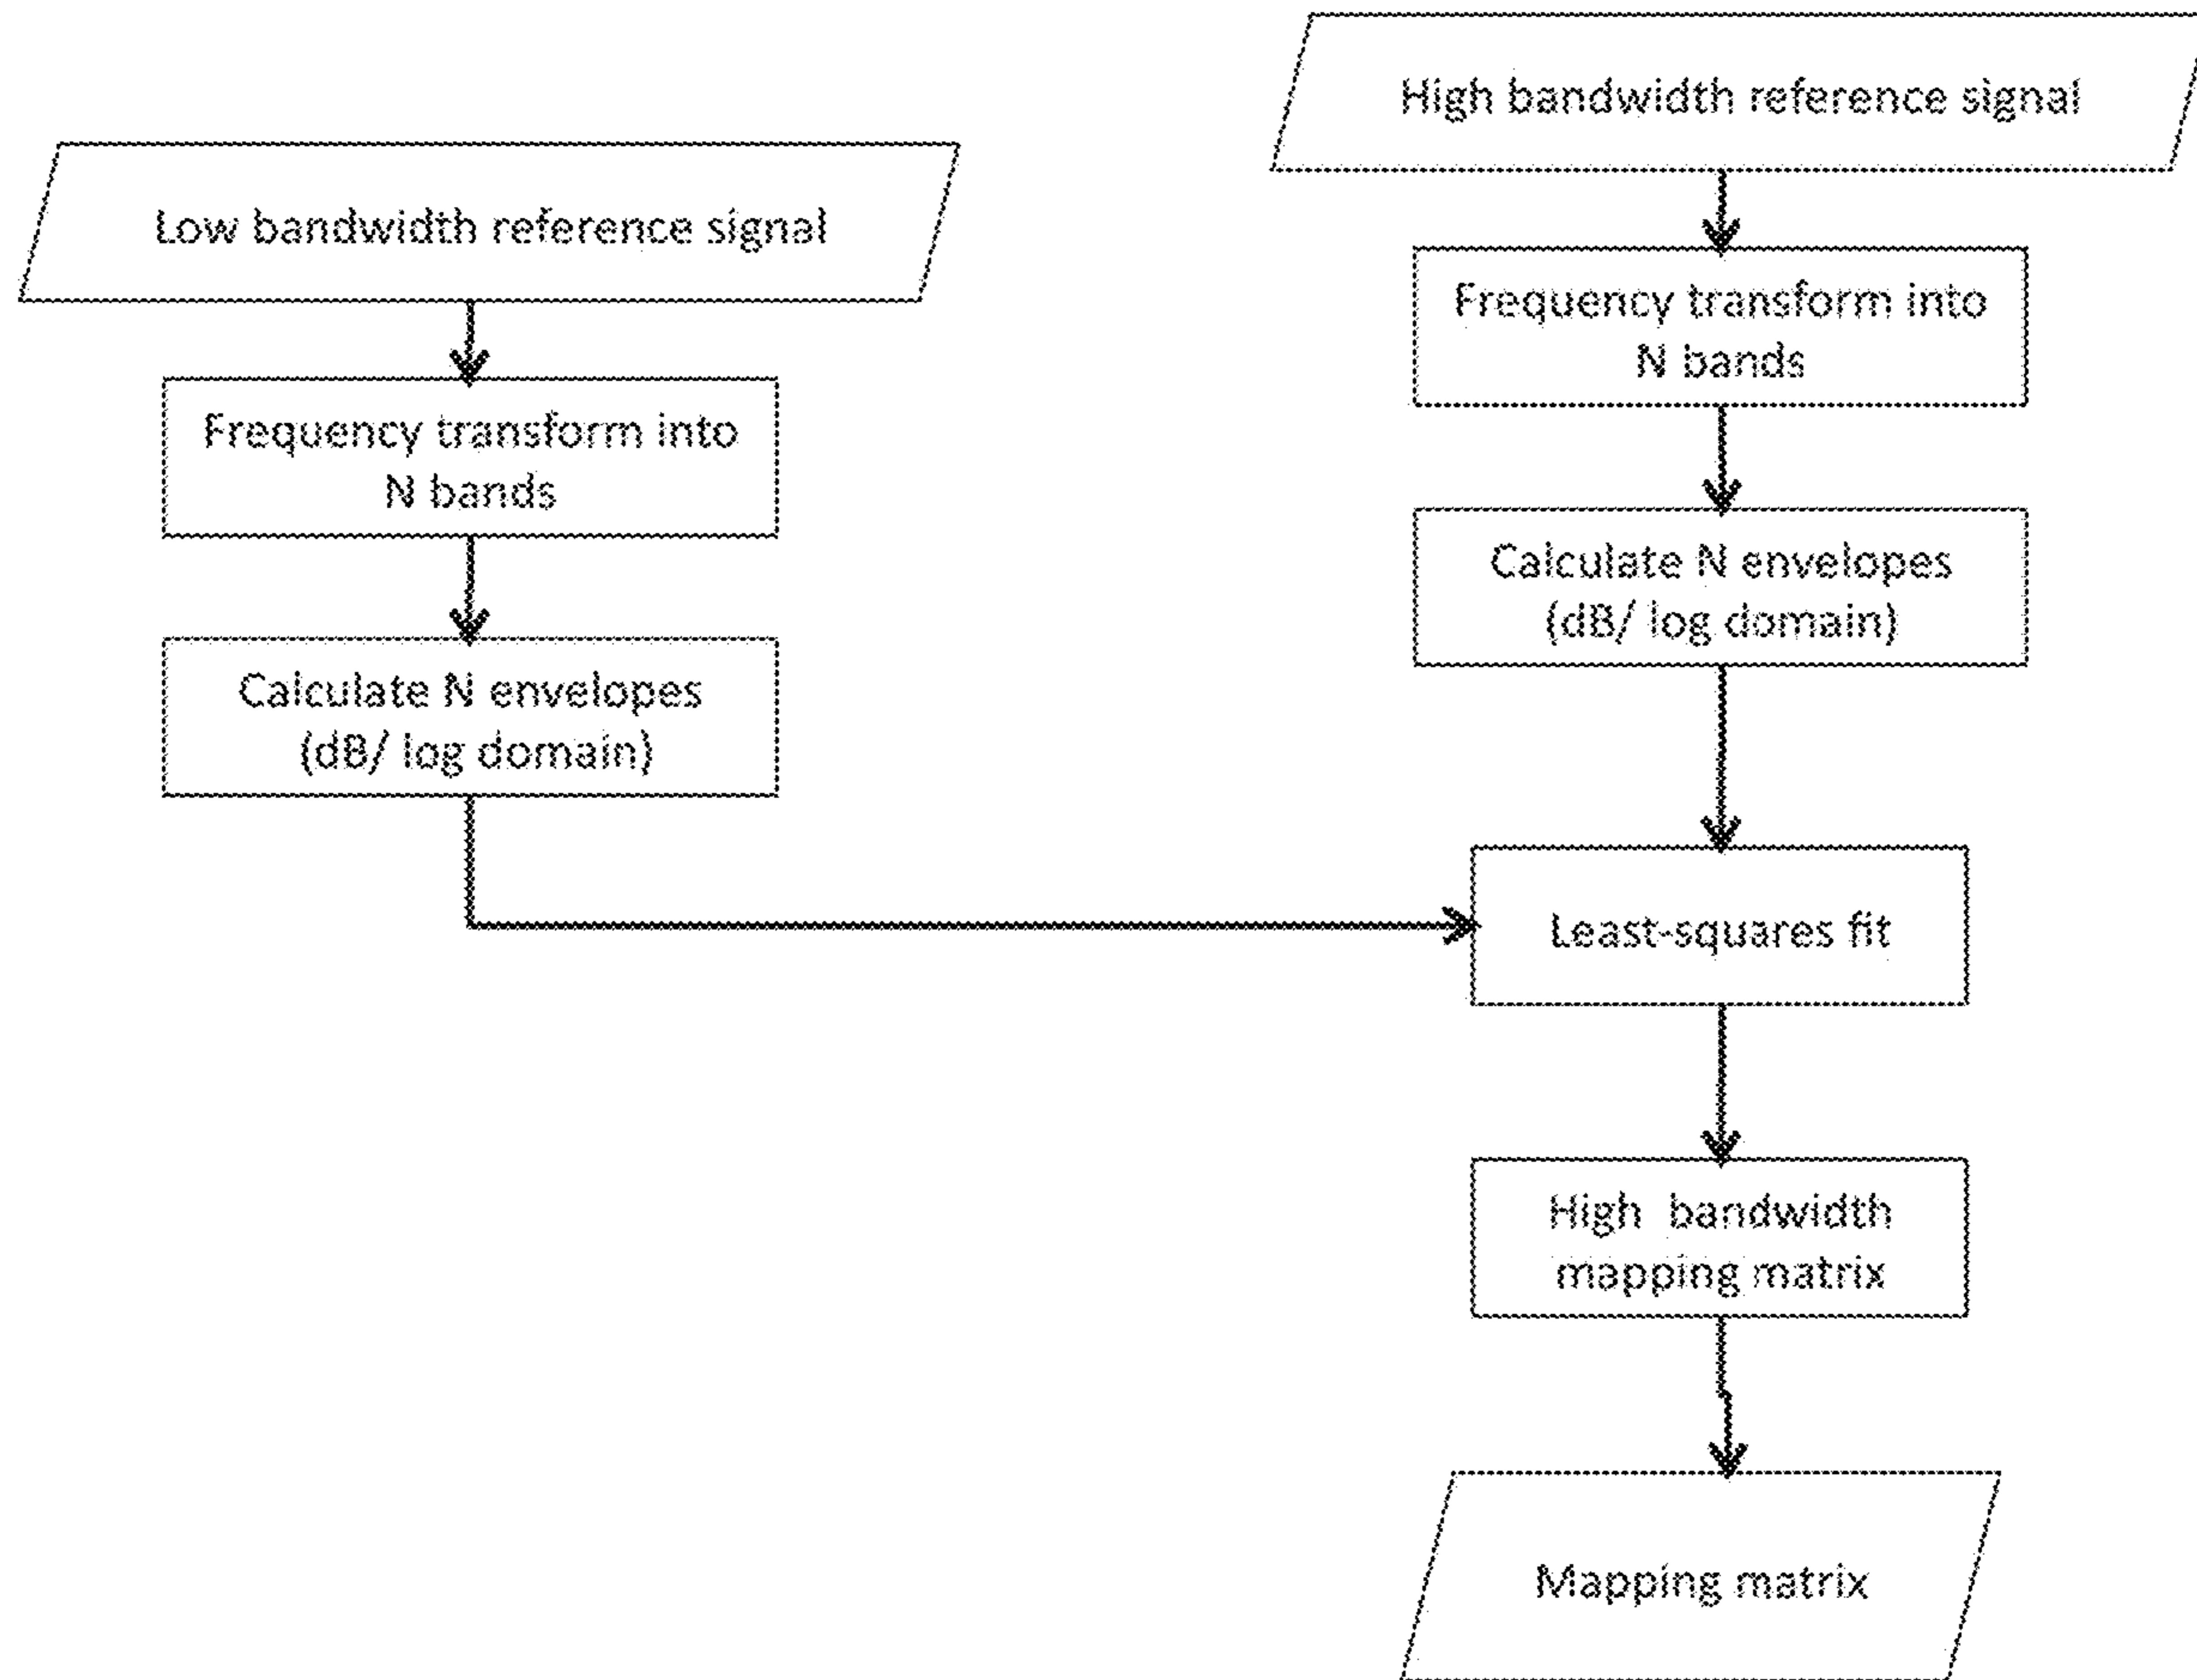 High bandwidth reference signal
Low bandwidth reference signal
Frequency transform into
N bands
Frequency transform into
N bands
Calculate N envelopes
(dB/ log domain)
Calculate N envelopes
(dB/ log domain)
Least-squares fit
High bandwidth
mapping matrix
Mapping matrix